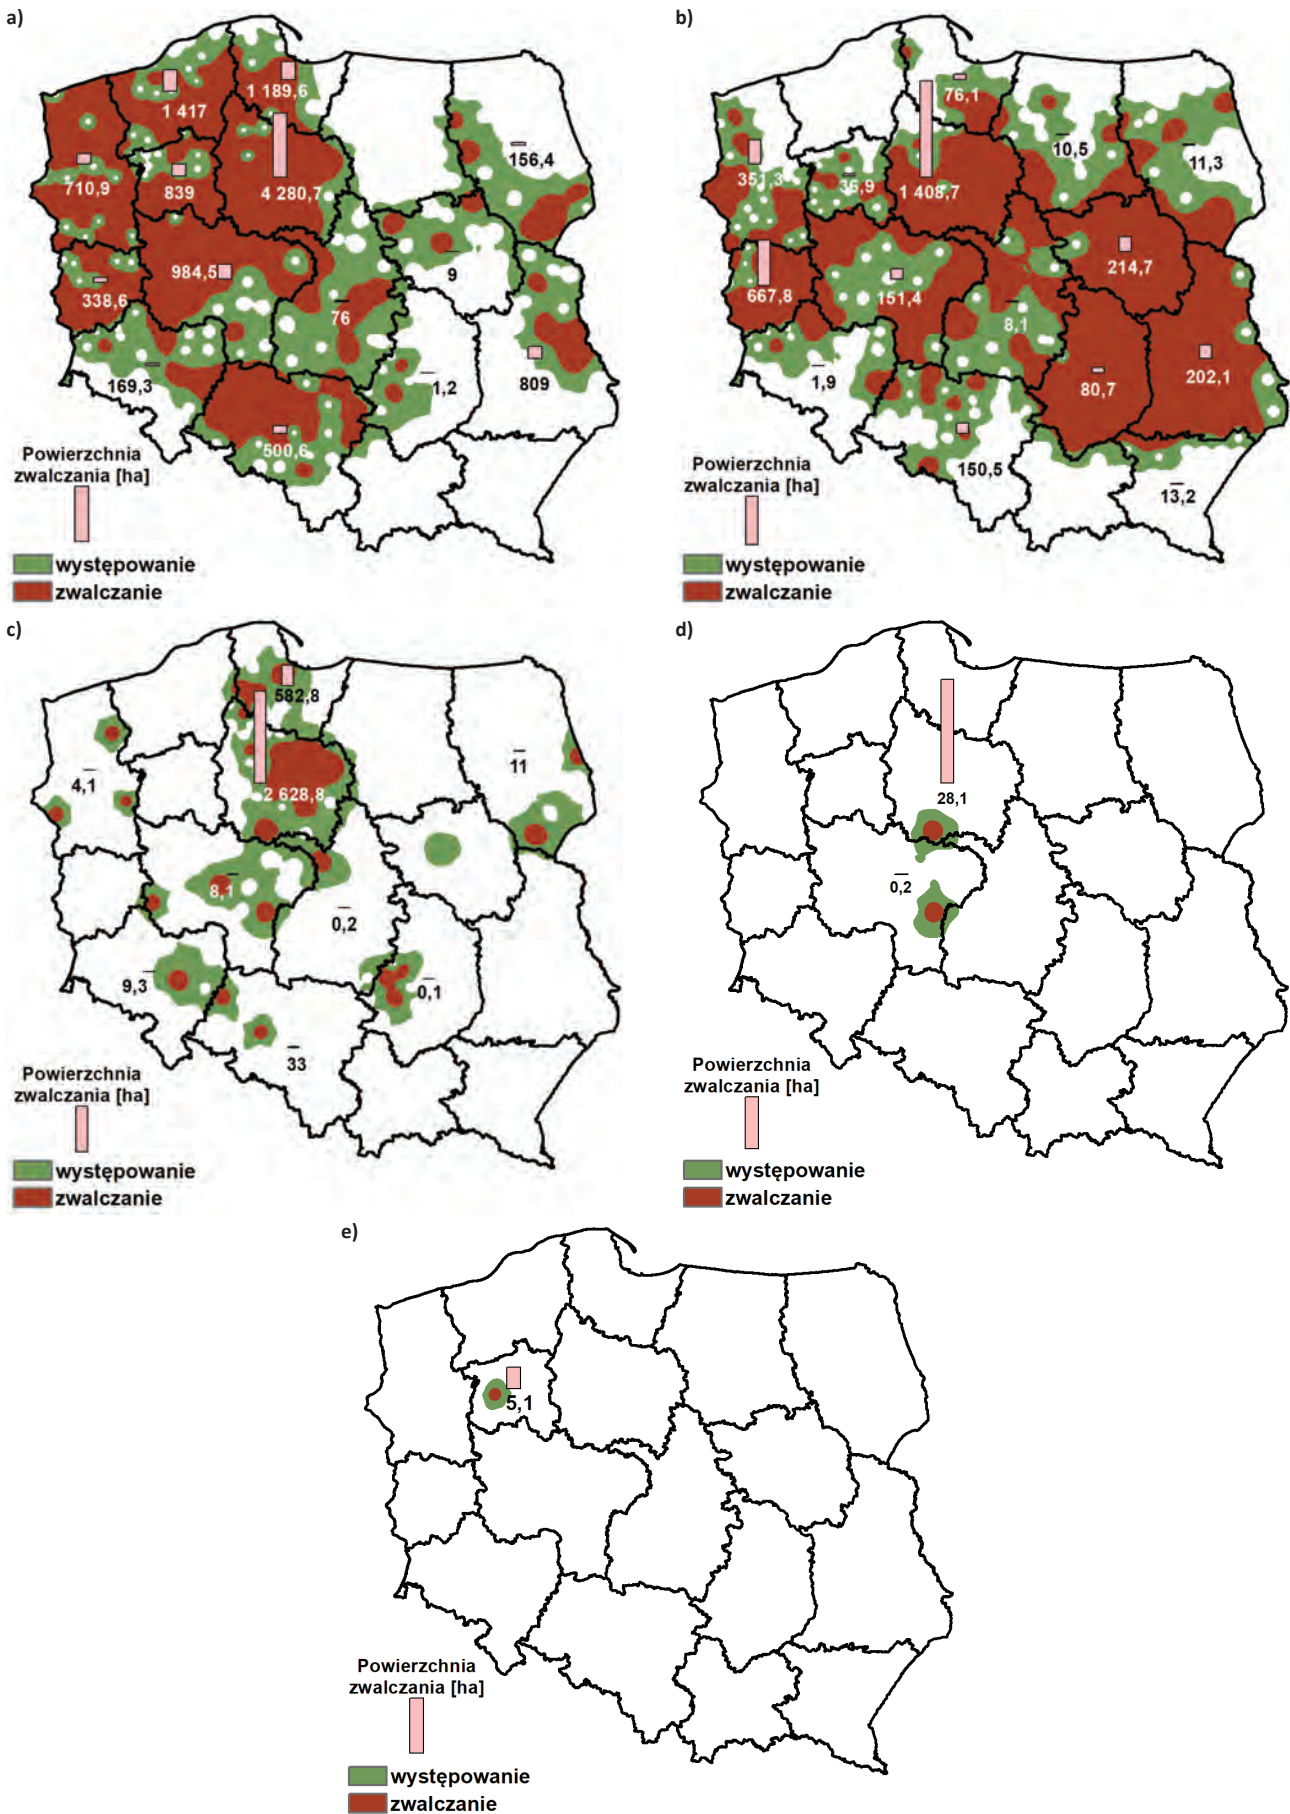 a)
1 417
1 189,6
156,4
710,9
839
4 280,7
984,5
9
338,6
76
169,3
1,2
809
500,6
Powierzchnia
zwalczania [ha]
występowanie
zwalczanie
b)
76,1
10,5
11,3
351,3
36,9
1 408,7
214,7
667,8
151,4
8,1
1,9
80,7
202,1
150,5
13,2
Powierzchnia
zwalczania [ha]
występowanie
zwalczanie
c)
582,8
4,1
11
2 628,8
8,1
0,2
9,3
0,1
33
Powierzchnia
zwalczania [ha]
występowanie
zwalczanie
d)
28,1
0,2
Powierzchnia
zwalczania [ha]
występowanie
zwalczanie
e)
5,1
Powierzchnia
zwalczania [ha]
występowanie
zwalczanie